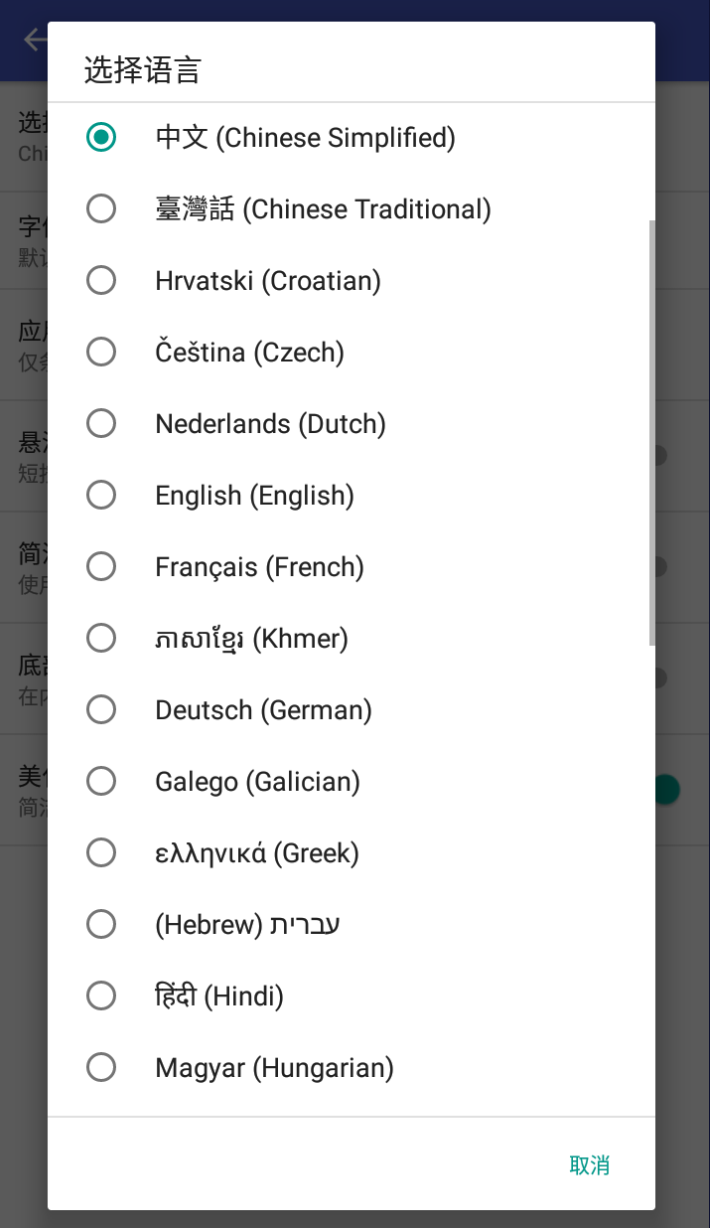 选择语言
中文 (Chinese Simplified)
臺灣話 (Chinese Traditional)
Hrvatski (Croatian)
Čeština (Czech)
Nederlands (Dutch)
English (English)
Français (French)
ភាសាខ្មែរ (Khmer)
Deutsch (German)
Galego (Galician)
ελληνικά (Greek)
(Hebrew) עברית
हिंदी (Hindi)
Magyar (Hungarian)
取消